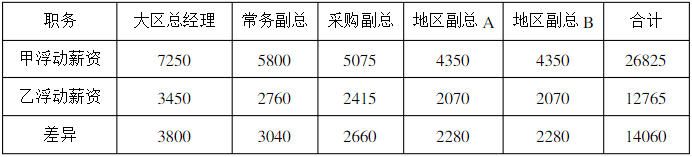 职务 大区总经理 常务副总 采购副总 地区副总 A 地区副总 B 合计
甲浮动薪资 7250 5800 5075 4350 4350 26825
乙浮动薪资 3450 2760 2415 2070 2070 12765
差异 3800 3040 2660 2280 2280 14060